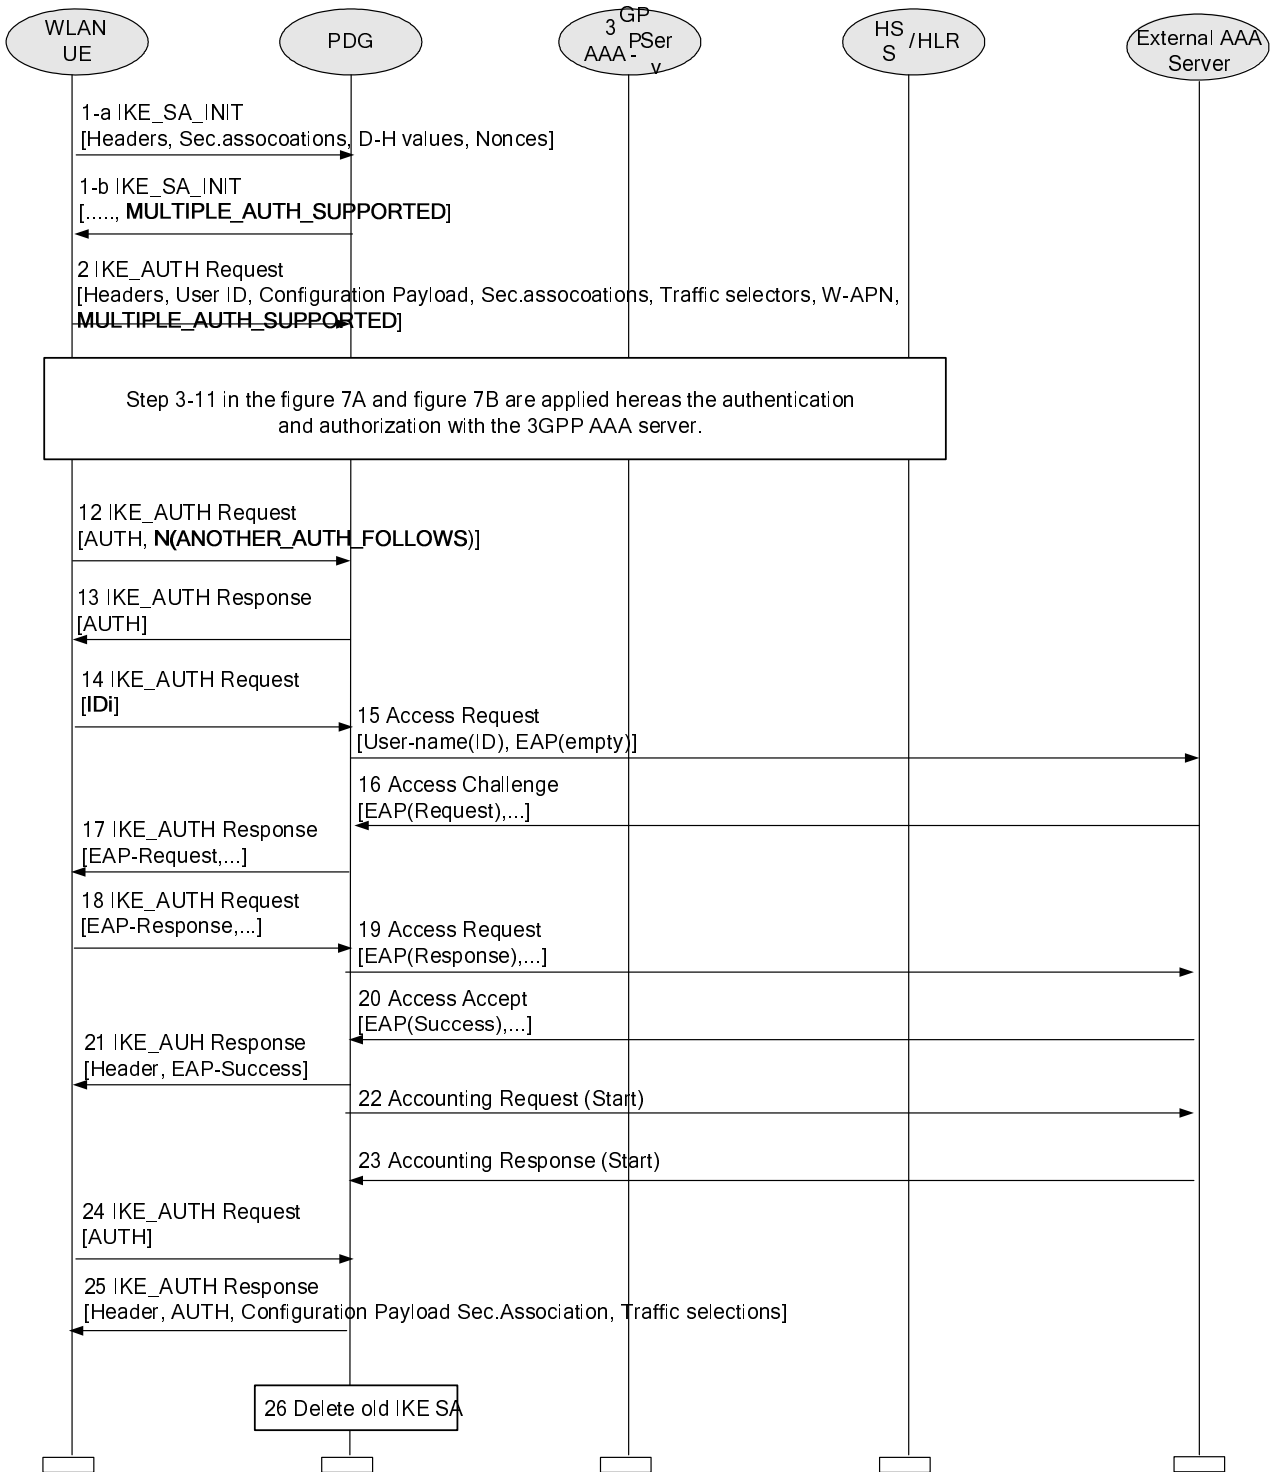 WLAN
UE
PDG
3GPP
AAA-Serv
HSS/HLR
External AAA
Server
1-a IKE_SA_INIT
[Headers, Sec.assocoations, D-H values, Nonces]
1-b IKE_SA_INIT
[....., MULTIPLE_AUTH_SUPPORTED]
2 IKE_AUTH Request
[Headers, User ID, Configuration Payload, Sec.assocoations, Traffic selectors, W-APN,
MULTIPLE_AUTH_SUPPORTED]
Step 3-11 in the figure 7A and figure 7B are applied hereas the authentication
and authorization with the 3GPP AAA server.
12 IKE_AUTH Request
[AUTH, N(ANOTHER_AUTH_FOLLOWS)]
13 IKE_AUTH Response
[AUTH]
14 IKE_AUTH Request
[IDi]
15 Access Request
[User-name(ID), EAP(empty)]
16 Access Challenge
[EAP(Request),...]
17 IKE_AUTH Response
[EAP-Request,...]
18 IKE_AUTH Request
[EAP-Response,...]
19 Access Request
[EAP(Response),...]
20 Access Accept
[EAP(Success),...]
21 IKE_AUH Response
[Header, EAP-Success]
22 Accounting Request (Start)
23 Accounting Response (Start)
24 IKE_AUTH Request
[AUTH]
25 IKE_AUTH Response
[Header, AUTH, Configuration Payload Sec.Association, Traffic selections]
26 Delete old IKE SA